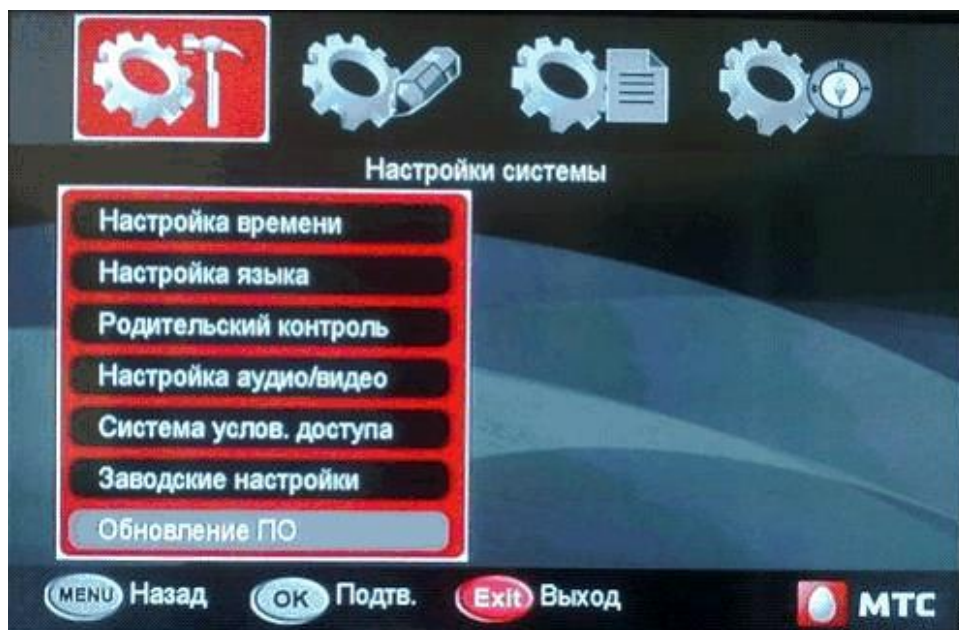 Настройки системы
Настройка времени
Настройка языка
Родительский контроль
Настройка аудио/видео
Система услов. доступа
Заводские настройки
Обновление ПО
MENU Назад OK Подтв. Exit Выход МТС